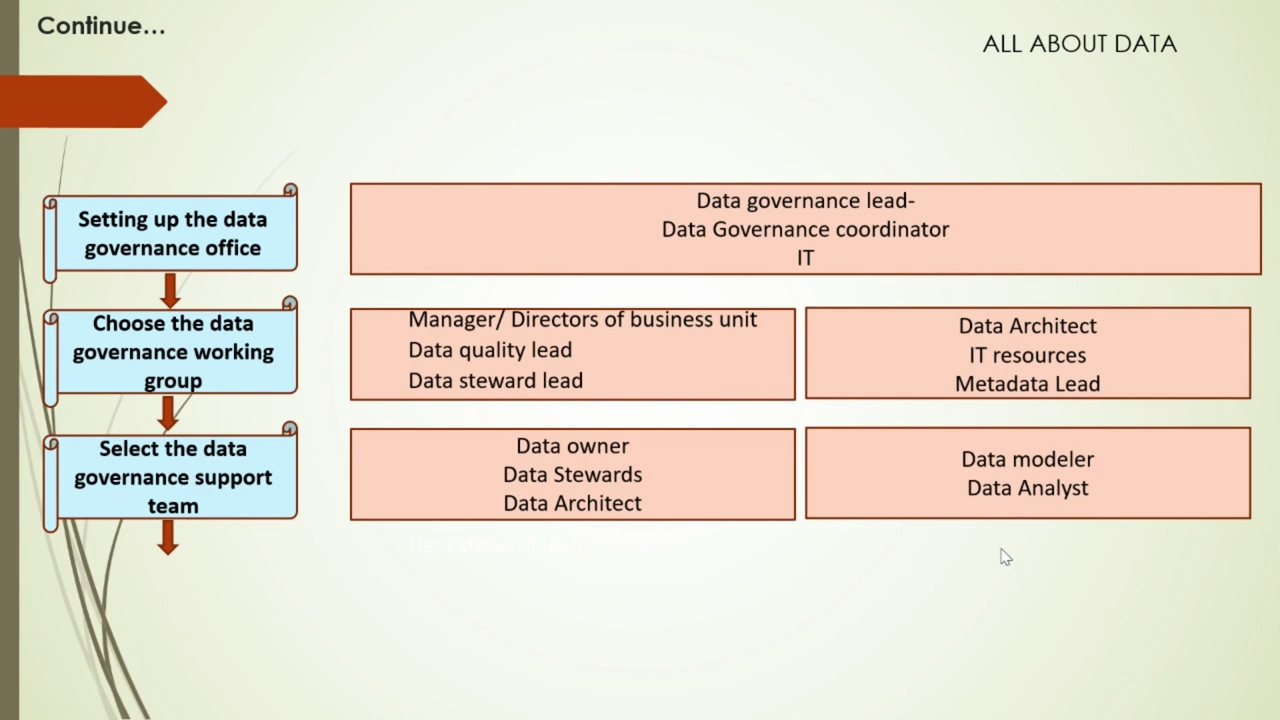 Continue…
ALL ABOUT DATA
Setting up the data
governance office
Data governance lead-
Data Governance coordinator
IT
Choose the data
governance working
group
Manager/ Directors of business unit
Data quality lead
Data steward lead
Data Architect
IT resources
Metadata Lead
Select the data
governance support
team
Data owner
Data Stewards
Data Architect
Data modeler
Data Analyst